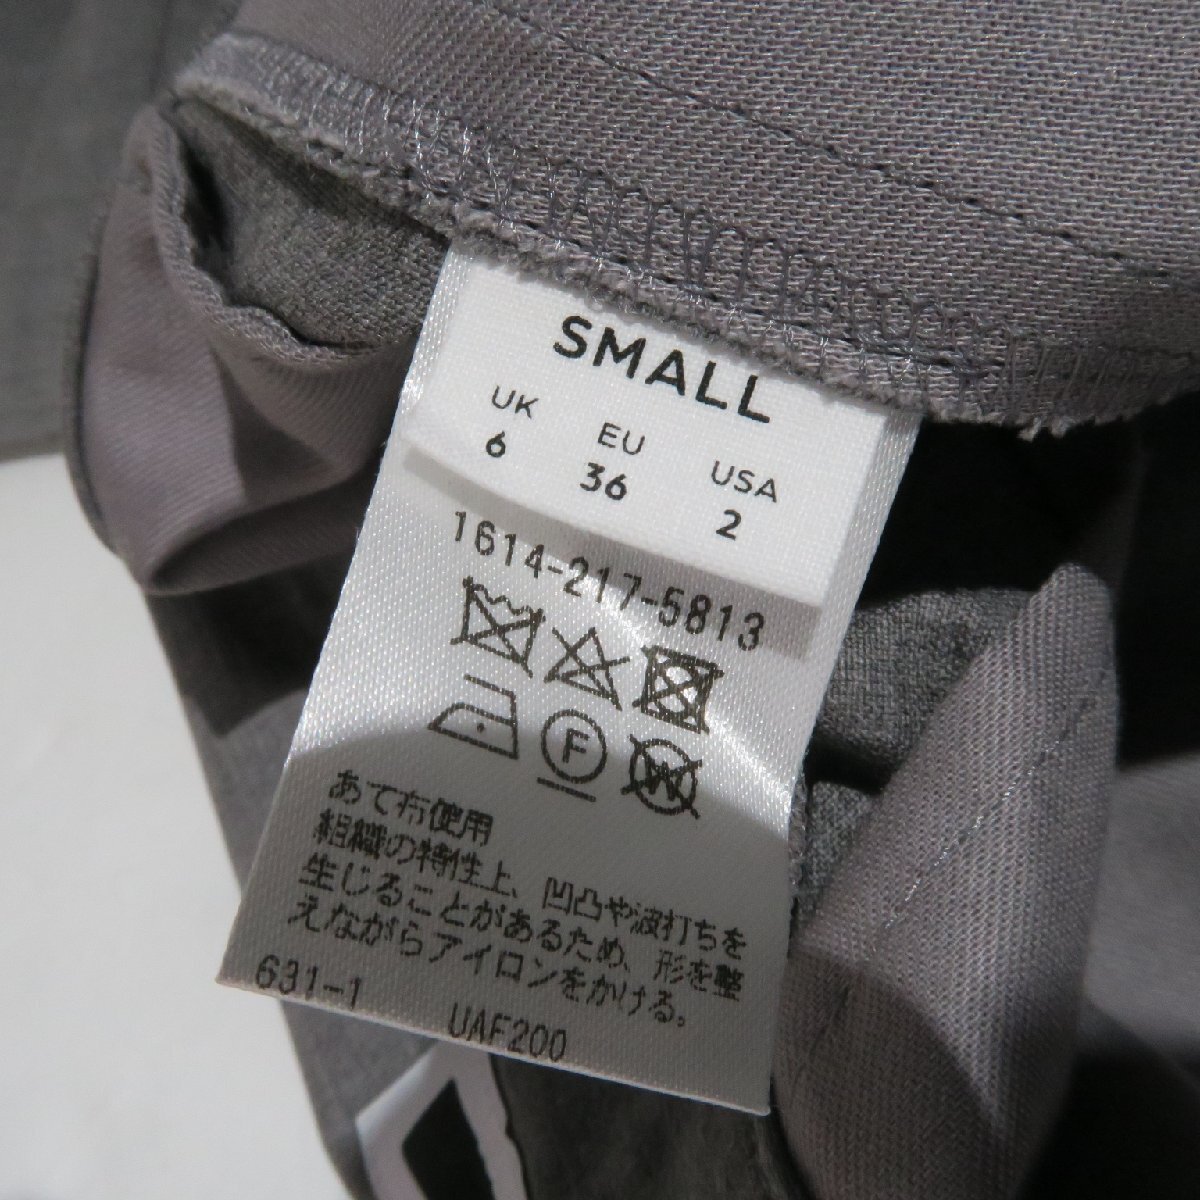 SMALL
UK EU USA
6 36 2
1614-217-5813
F W
あて布使用
組織の特性上、凹凸や波打ちを
生じることがあるため、形を整
えながらアイロンをかける。
631-1 UAF200